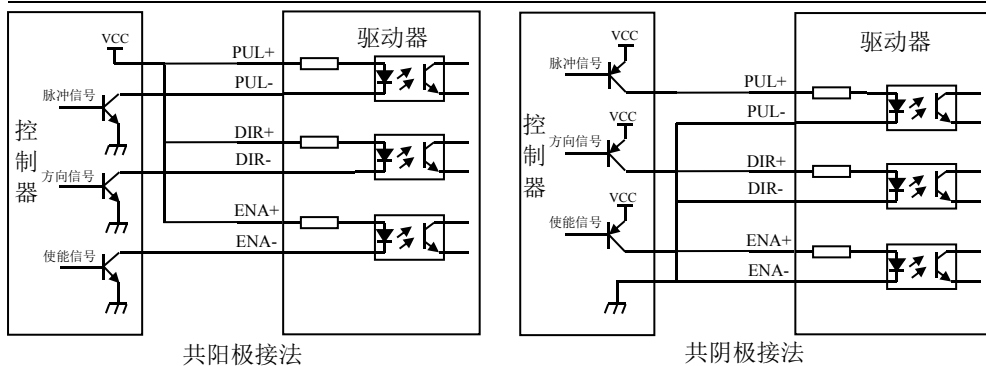 VCC
驱动器
PUL+
PUL-
脉冲信号
控制器
DIR+
DIR-
方向信号
ENA+
ENA-
使能信号
共阳极接法
VCC
驱动器
脉冲信号
PUL+
PUL-
VCC
控制器
方向信号
DIR+
DIR-
VCC
使能信号
ENA+
ENA-
共阴极接法